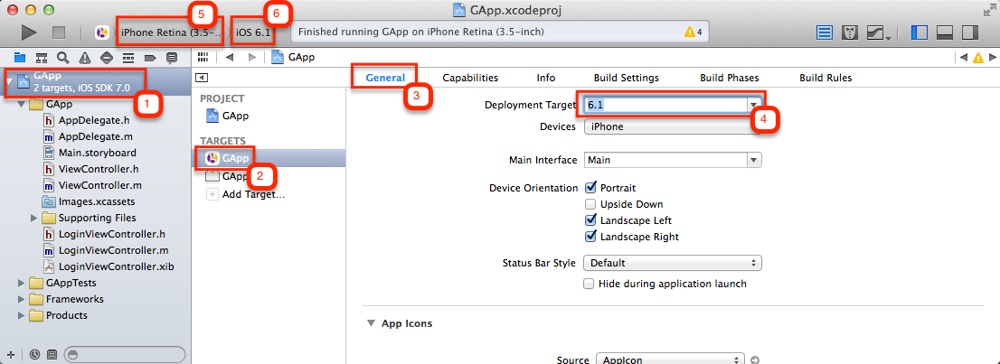 GApp.xcodeproj
5
6
iPhone Retina (3.5-...
iOS 6.1
Finished running GApp on iPhone Retina (3.5-inch)
4
GApp
2 targets, iOS SDK 7.0
1
GApp
AppDelegate.h
AppDelegate.m
Main.storyboard
ViewController.h
ViewController.m
Images.xcassets
Supporting Files
LoginViewController.h
LoginViewController.m
LoginViewController.xib
GAppTests
Frameworks
Products
GApp
PROJECT
GApp
TARGETS
GApp
2
GApp
Add Target...
General Capabilities Info Build Settings Build Phases Build Rules
3
Deployment Target 6.1
4
Devices iPhone
Main Interface Main
Device Orientation Portrait
Upside Down
Landscape Left
Landscape Right
Status Bar Style Default
Hide during application launch
App Icons
Source AppIcon